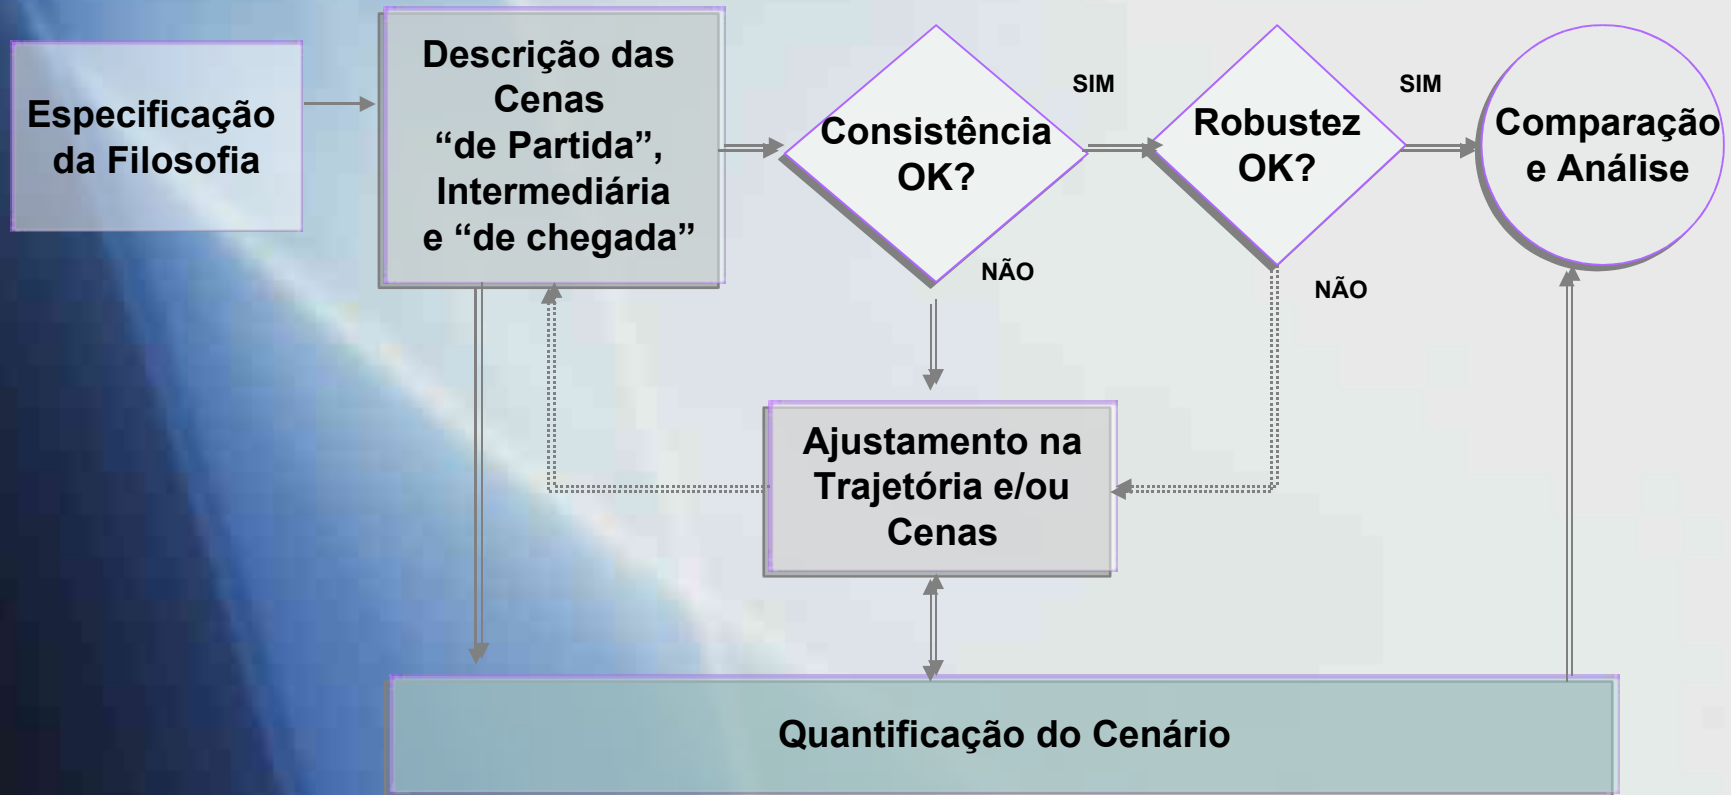 Especificação
da Filosofia
Descrição das
Cenas
“de Partida”,
Intermediária
e “de chegada”
Consistência
OK?
SIM
NÃO
Robustez
OK?
SIM
NÃO
Comparação
e Análise
Ajustamento na
Trajetória e/ou
Cenas
Quantificação do Cenário